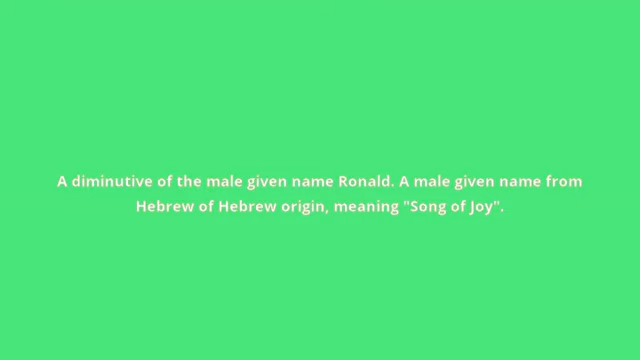 A diminutive of the male given name Ronald. A male given name from
Hebrew of Hebrew origin, meaning "Song of Joy".